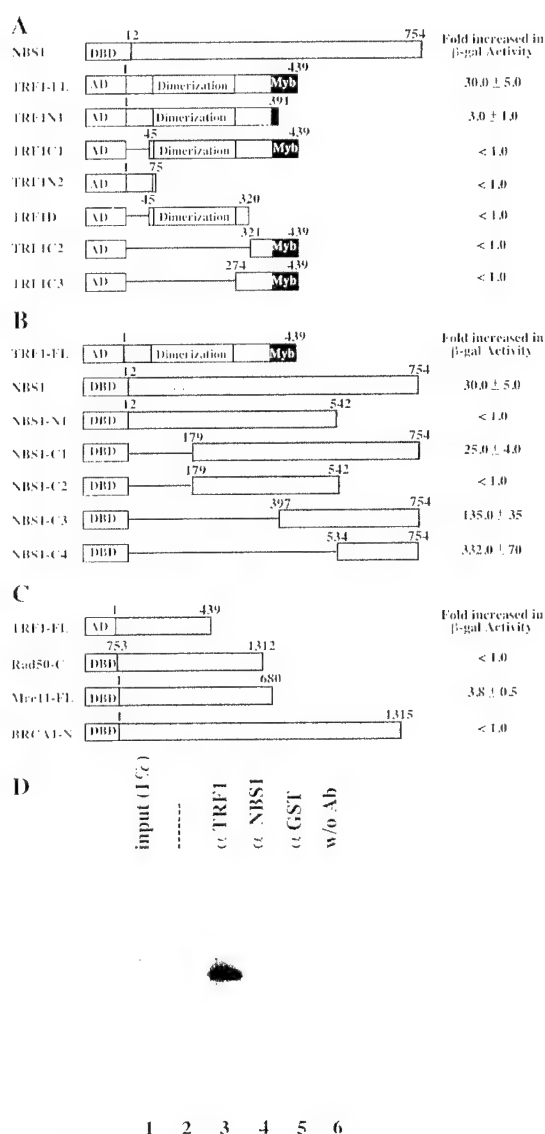 A
Fold increased in
β-gal Activity
12 754
NBS1 DBD
1 439
TRF1-FL AD Dimerization Myb 30.0 ± 5.0
1 391
TRF1N1 AD Dimerization 3.0 ± 1.0
45 439
TRF1C1 AD Dimerization Myb < 1.0
1 75
TRF1N2 AD < 1.0
45 320
TRF1D AD Dimerization < 1.0
321 439
TRF1C2 AD Myb < 1.0
274 439
TRF1C3 AD Myb < 1.0
B
Fold increased in
β-gal Activity
1 439
TRF1-FL AD Dimerization Myb
12 754
NBS1 DBD 30.0 ± 5.0
12 542
NBS1-N1 DBD < 1.0
179 754
NBS1-C1 DBD 25.0 ± 4.0
179 542
NBS1-C2 DBD < 1.0
397 754
NBS1-C3 DBD 135.0 ± 35
534 754
NBS1-C4 DBD 332.0 ± 70
C
Fold increased in
β-gal Activity
1 439
TRF1-FL AD
753 1312
Rad50-C DBD < 1.0
1 680
Mre11-FL DBD 3.8 ± 0.5
1 1315
BRCA1-N DBD < 1.0
D
input (1%)
------
α TRF1
α NBS1
α GST
w/o Ab
1 2 3 4 5 6